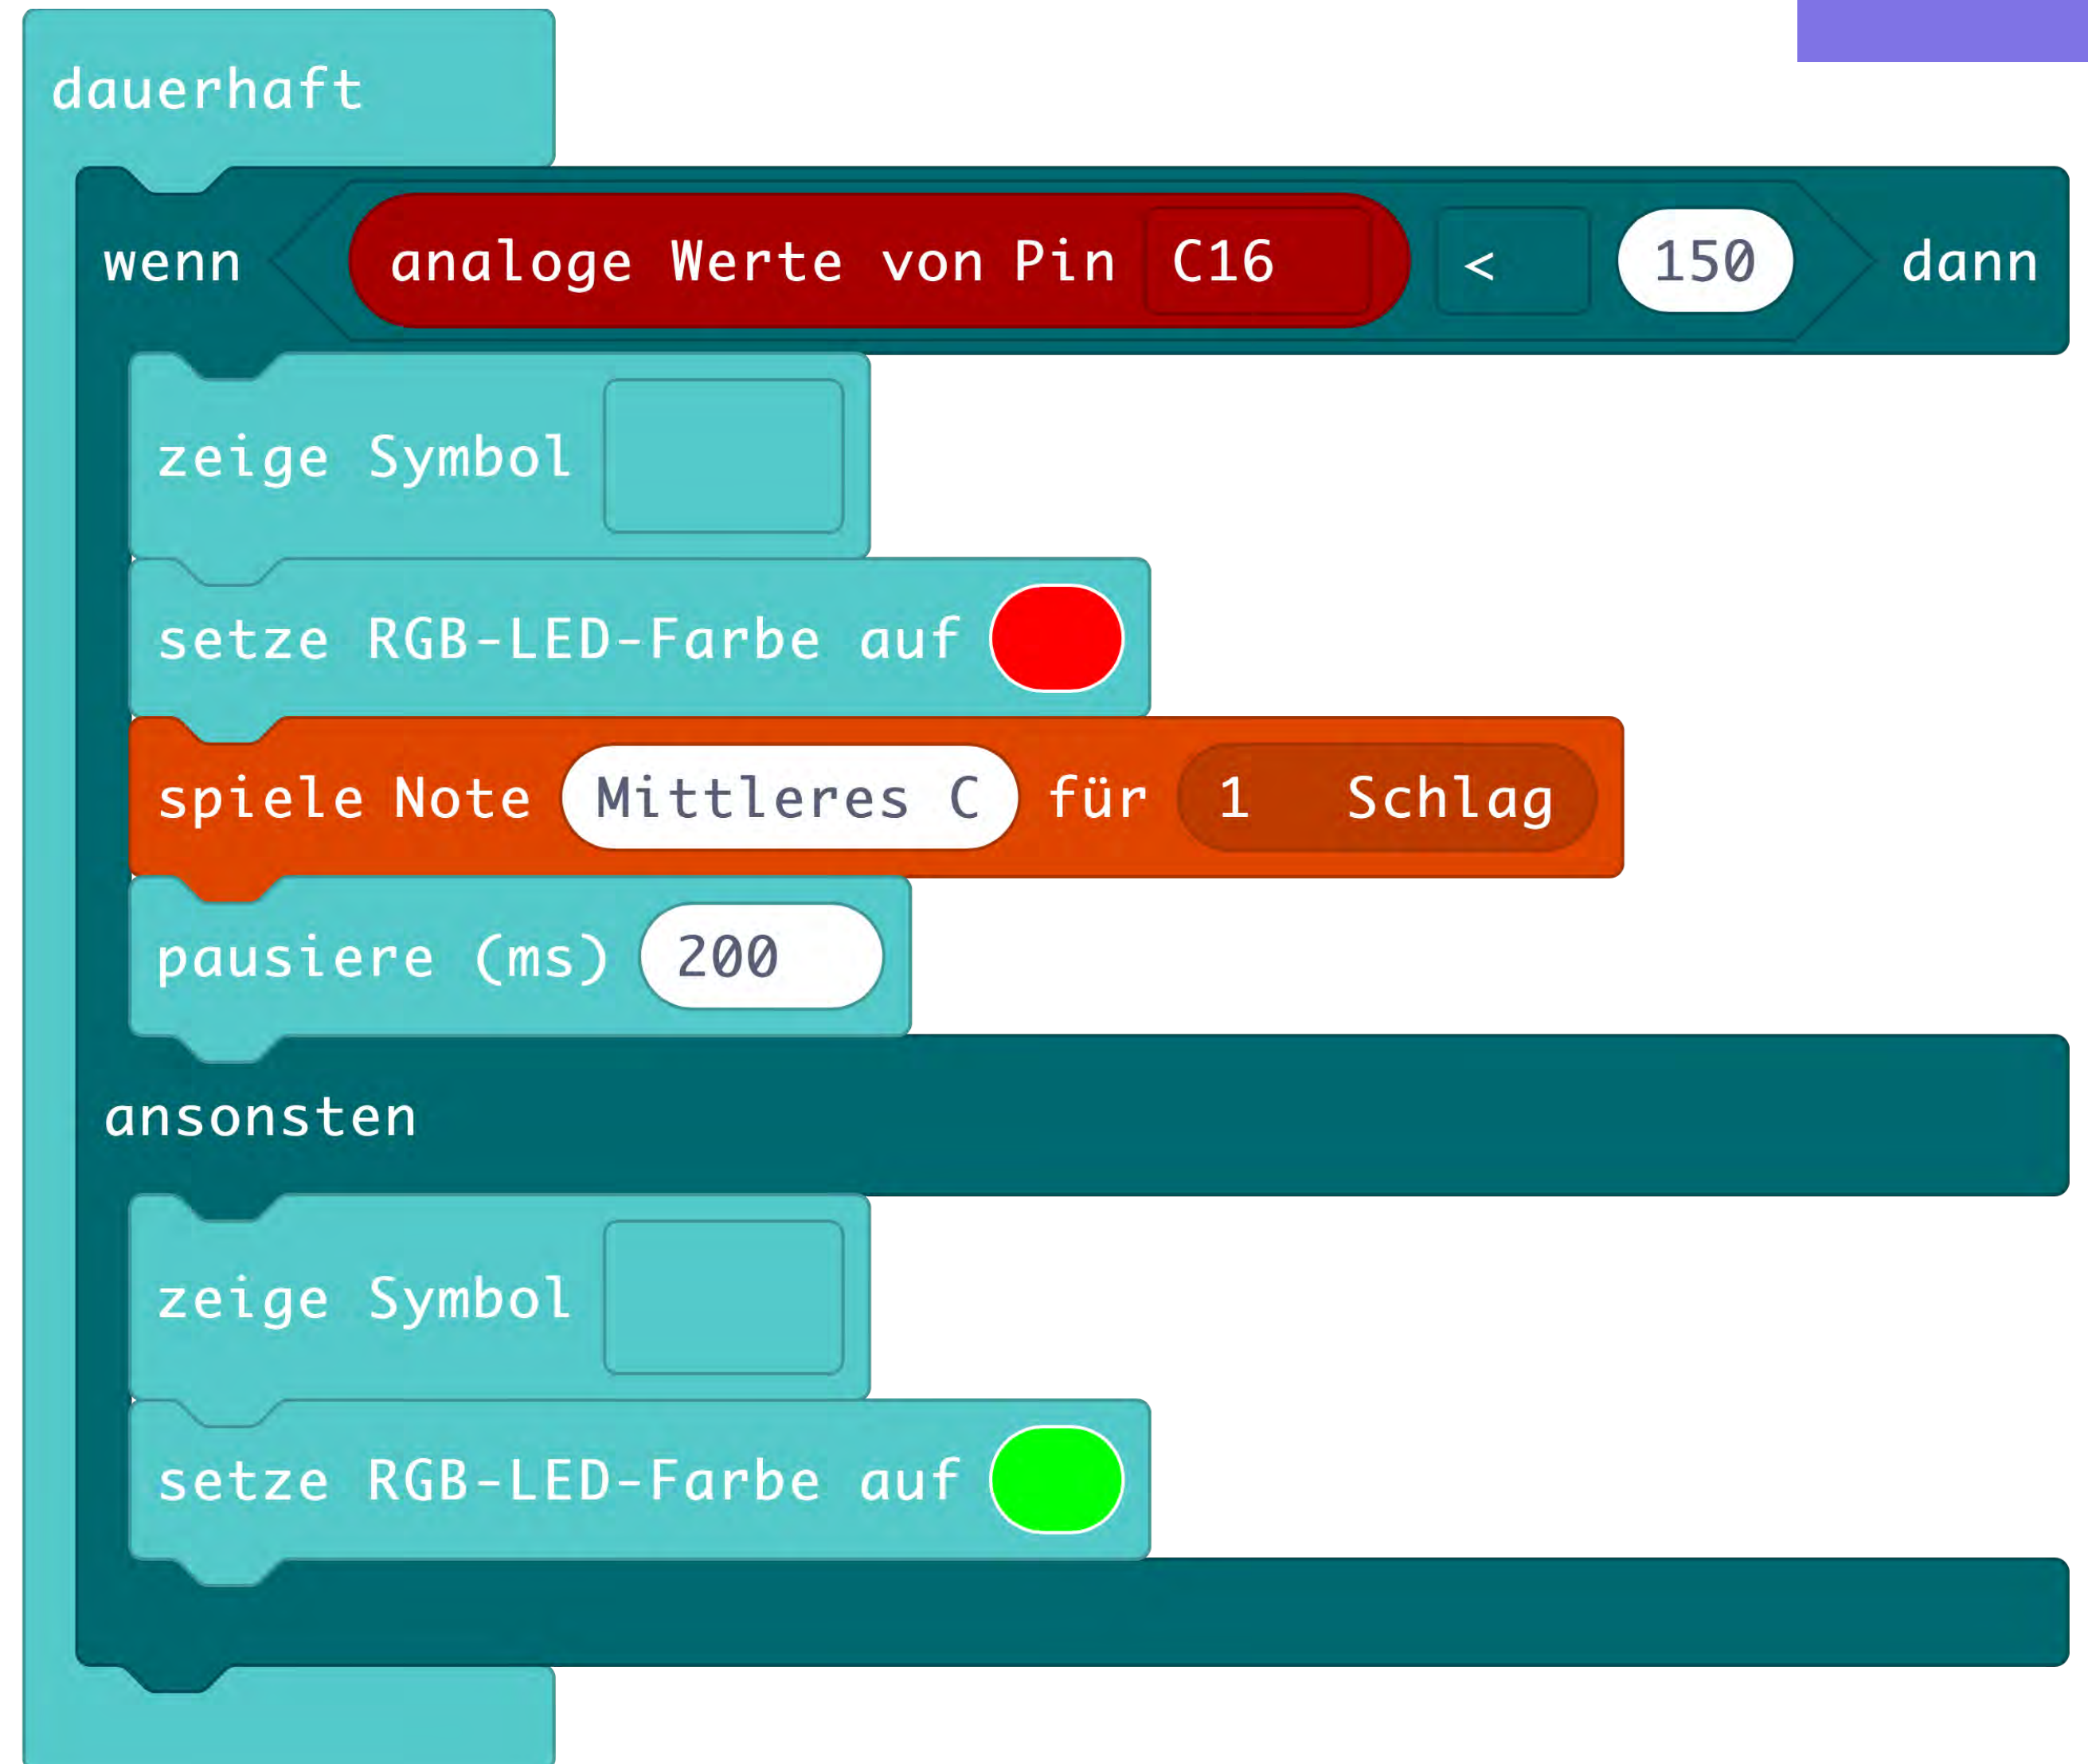 dauerhaft
wenn analoge Werte von Pin C16 < 150 dann
zeige Symbol
setze RGB-LED-Farbe auf
spiele Note Mittleres C für 1 Schlag
pausiere (ms) 200
ansonsten
zeige Symbol
setze RGB-LED-Farbe auf